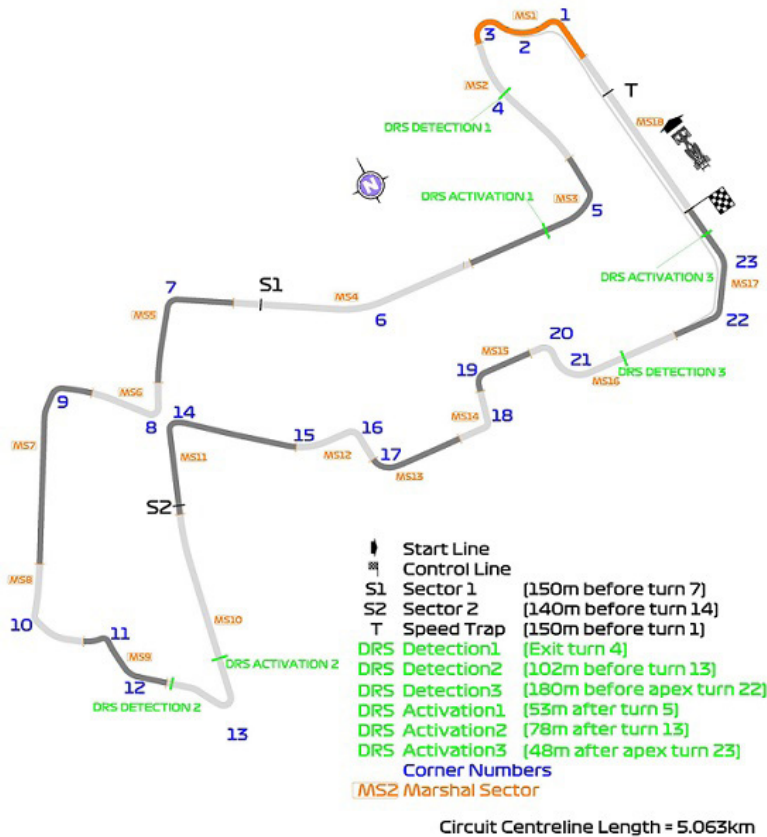 MS1
1
3
2
MS2
T
4
DRS DETECTION 1
MS18
N
DRS ACTIVATION 1
MS3
5
23
DRS ACTIVATION 3
MS17
7
S1
MS4
MS5
6
22
20
MS15
21
DRS DETECTION 3
19
MS16
MS6
9
8
14
MS14
18
15
16
MS7
MS11
MS12
17
MS13
S2
MS8
10
11
MS10
MS9
12
DRS ACTIVATION 2
DRS DETECTION 2
13
Start Line
Control Line
S1 Sector 1 (150m before turn 7)
S2 Sector 2 (140m before turn 14)
T Speed Trap (150m before turn 1)
DRS Detection1 (Exit turn 4)
DRS Detection2 (102m before turn 13)
DRS Detection3 (180m before apex turn 22)
DRS Activation1 (53m after turn 5)
DRS Activation2 (78m after turn 13)
DRS Activation3 (48m after apex turn 23)
Corner Numbers
MS2 Marshal Sector
Circuit Centreline Length = 5.063km